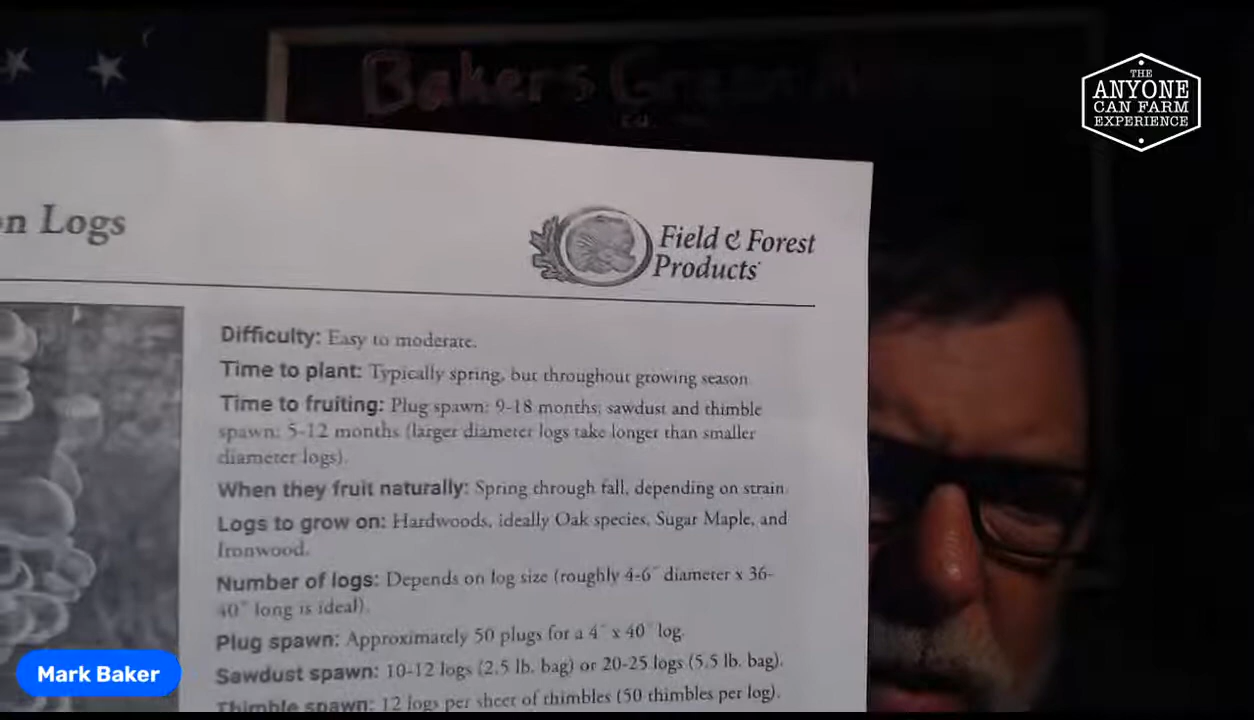 Bakers Green
THE
ANYONE
CAN FARM
EXPERIENCE
on Logs
Field & Forest
Products
Difficulty: Easy to moderate.
Time to plant: Typically spring, but throughout growing season
Time to fruiting: Plug spawn: 9-18 months; sawdust and thimble
spawn: 5-12 months (larger diameter logs take longer than smaller
diameter logs).
When they fruit naturally: Spring through fall, depending on strain.
Logs to grow on: Hardwoods, ideally Oak species, Sugar Maple, and
Ironwood.
Number of logs: Depends on log size (roughly 4-6" diameter x 36-
40" long is ideal).
Plug spawn: Approximately 50 plugs for a 4" x 40" log.
Sawdust spawn: 10-12 logs (2.5 lb. bag) or 20-25 logs (5.5 lb. bag).
Thimble spawn: 12 logs per sheet of thimbles (50 thimbles per log).
Mark Baker